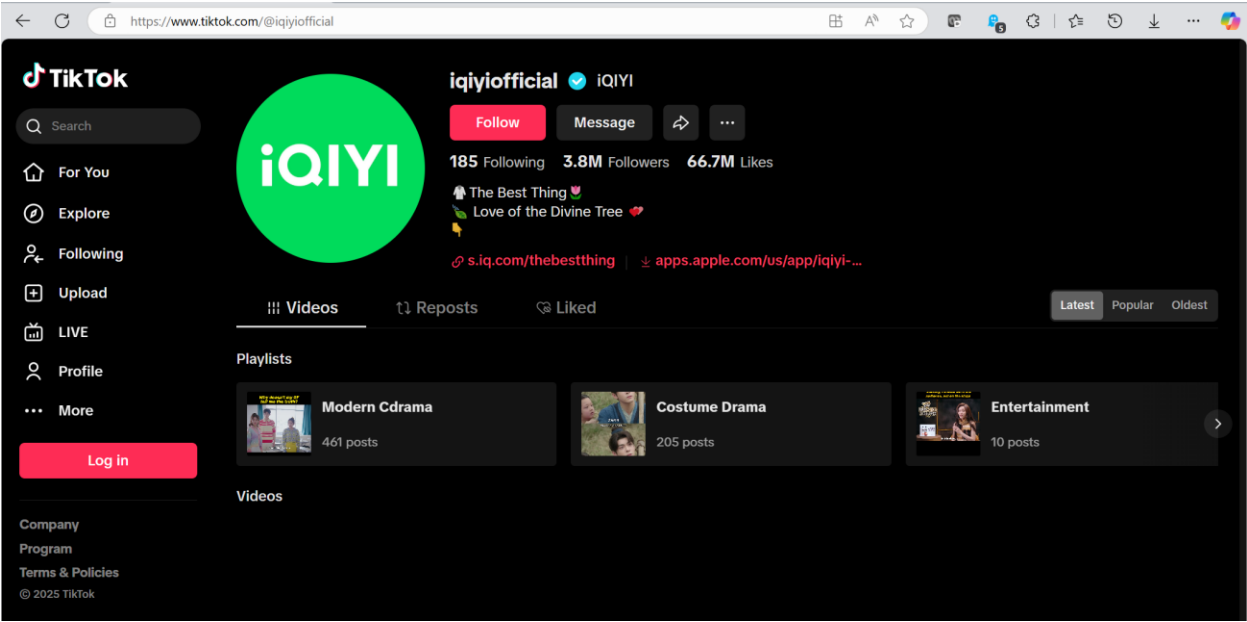 https://www.tiktok.com/@iqiyiofficial
5
TikTok
Search
For You
Explore
Following
Upload
LIVE
Profile
More
Log in
Company
Program
Terms & Policies
© 2025 TikTok
iQIYI
iqiyiofficial iQIYI
Follow Message
185 Following 3.8M Followers 66.7M Likes
🥼The Best Thing🌷
🍃 Love of the Divine Tree 💕
👇
s.iq.com/thebestthing apps.apple.com/us/app/iqiyi-...
Videos Reposts Liked
Latest Popular Oldest
Playlists
Modern Cdrama
461 posts
Costume Drama
205 posts
Entertainment
10 posts
Videos